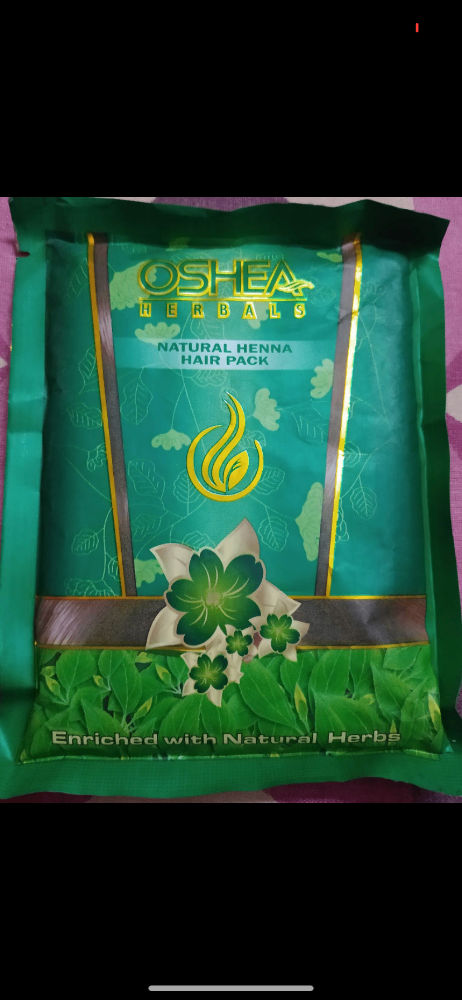 OSHEA
HERBALS
NATURAL HENNA
HAIR PACK
Enriched with Natural Herbs